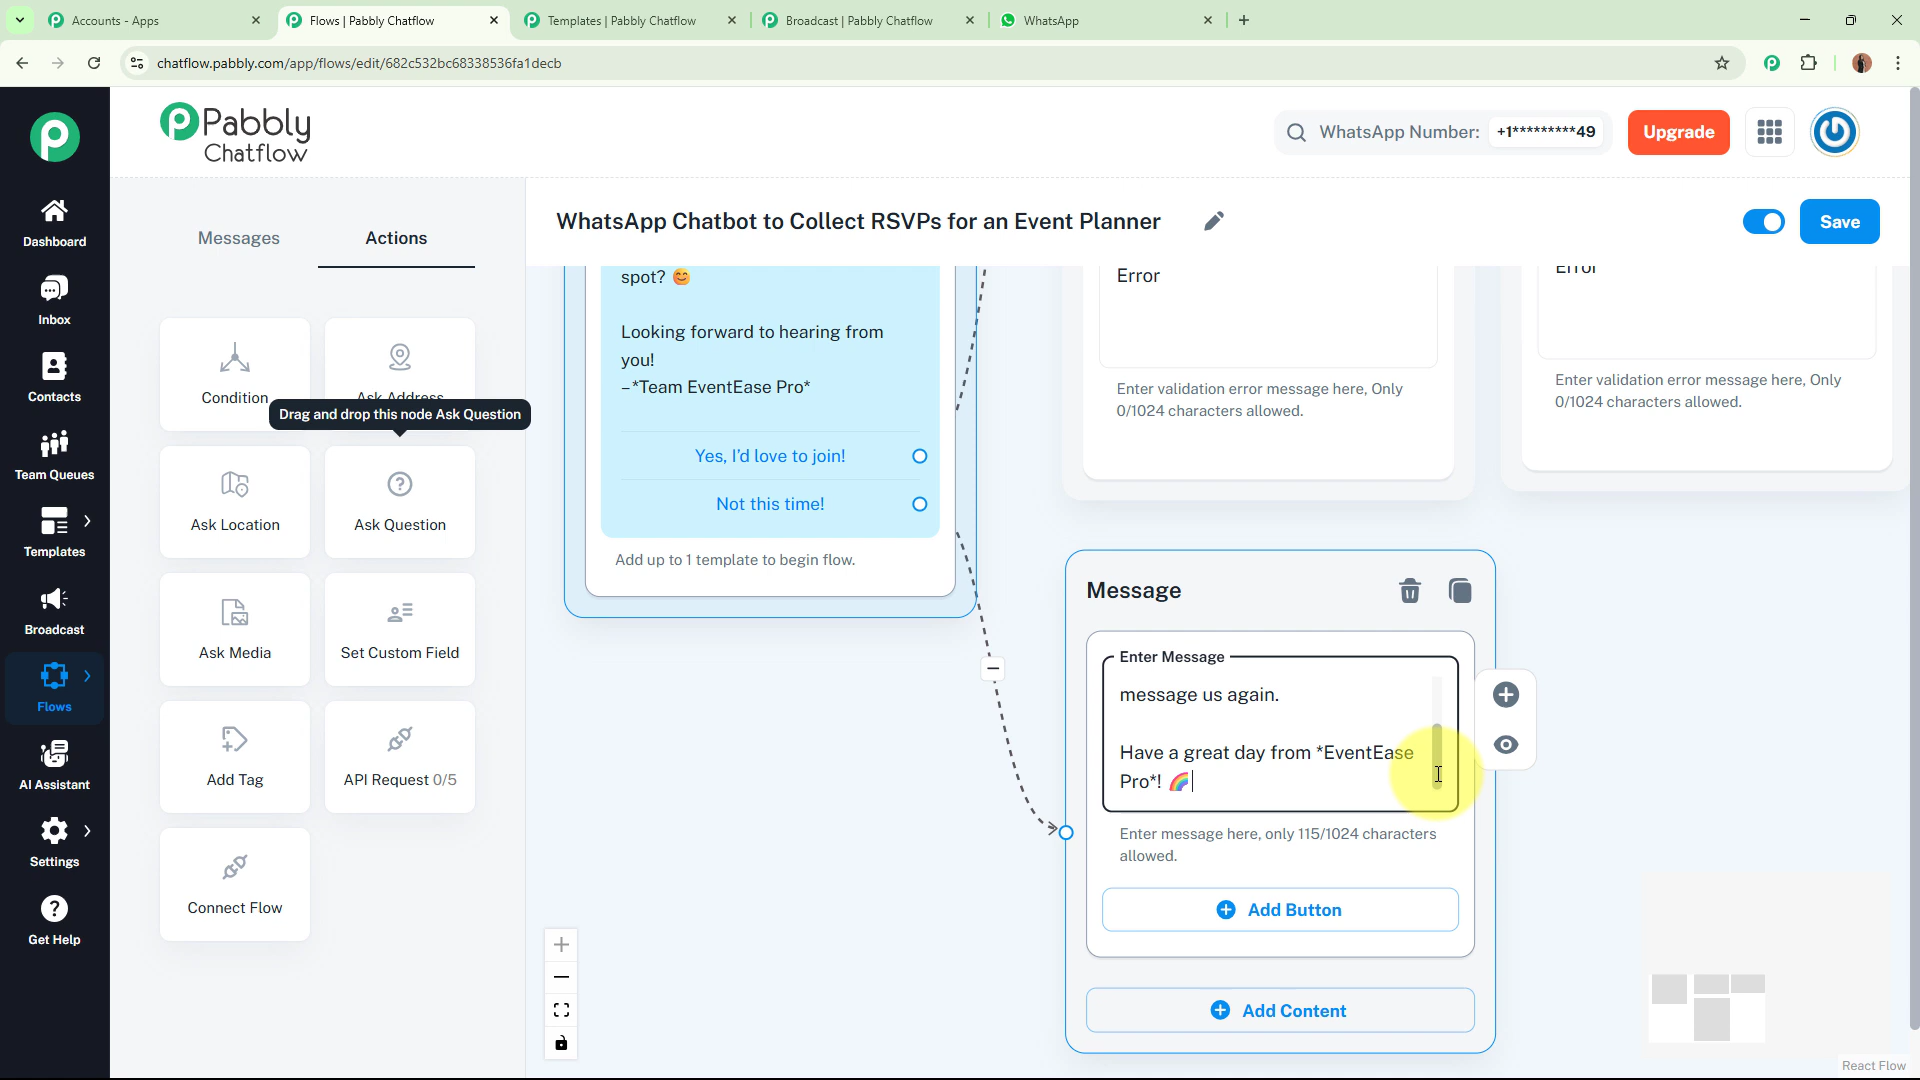 Accounts - Apps
Flows | Pabbly Chatflow
Templates | Pabbly Chatflow
Broadcast | Pabbly Chatflow
WhatsApp
chatflow.pabbly.com/app/flows/edit/682c532bc68338536fa1decb
Pabbly
Chatflow
WhatsApp Number: +1*********49
Upgrade
Dashboard
Inbox
Contacts
Team Queues
Templates
Broadcast
Flows
AI Assistant
Settings
Get Help
Messages
Actions
Condition
Ask Address
Drag and drop this node Ask Question
Ask Location
Ask Question
Ask Media
Set Custom Field
Add Tag
API Request 0/5
Connect Flow
WhatsApp Chatbot to Collect RSVPs for an Event Planner
Save
spot? 😊
Looking forward to hearing from
you!
–*Team EventEase Pro*
Yes, I'd love to join!
Not this time!
Add up to 1 template to begin flow.
Error
Enter validation error message here, Only
0/1024 characters allowed.
Error
Enter validation error message here, Only
0/1024 characters allowed.
Message
Enter Message
message us again.
Have a great day from *EventEase
Pro*! 🌈
Enter message here, only 115/1024 characters
allowed.
Add Button
Add Content
React Flow